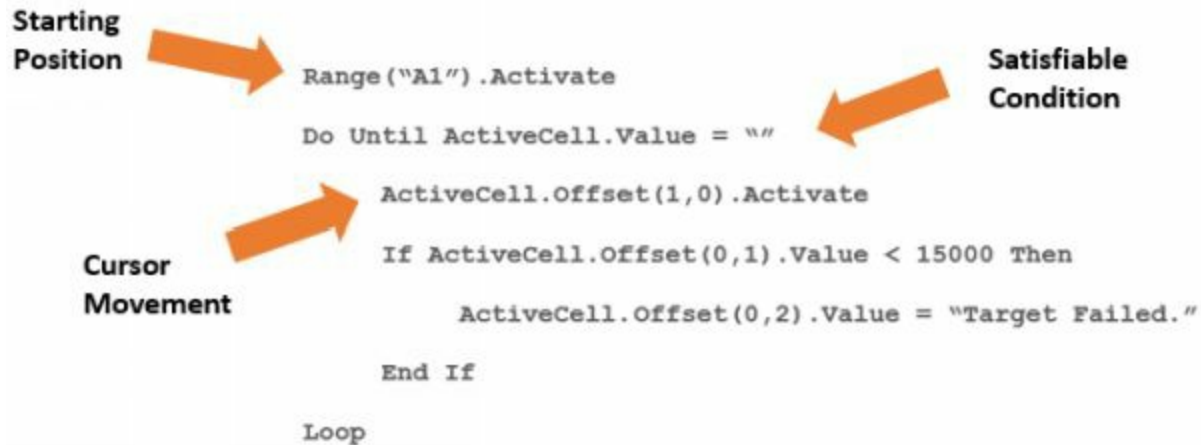 Starting
Position
Range(“A1”).Activate
Satisfiable
Condition
Do Until ActiveCell.Value = “”
ActiveCell.Offset(1,0).Activate
Cursor
Movement
If ActiveCell.Offset(0,1).Value < 15000 Then
ActiveCell.Offset(0,2).Value = “Target Failed.”
End If
Loop